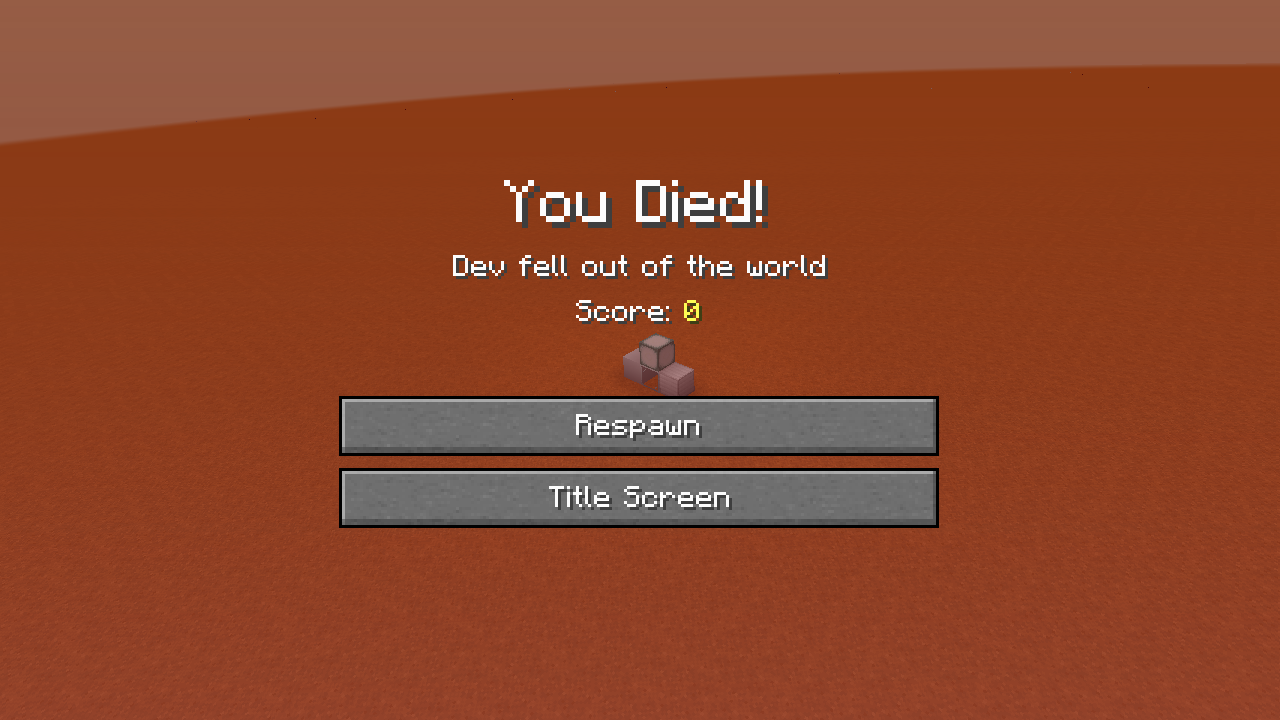 You Died!
Dev fell out of the world
Score: 0
Respawn
Title Screen